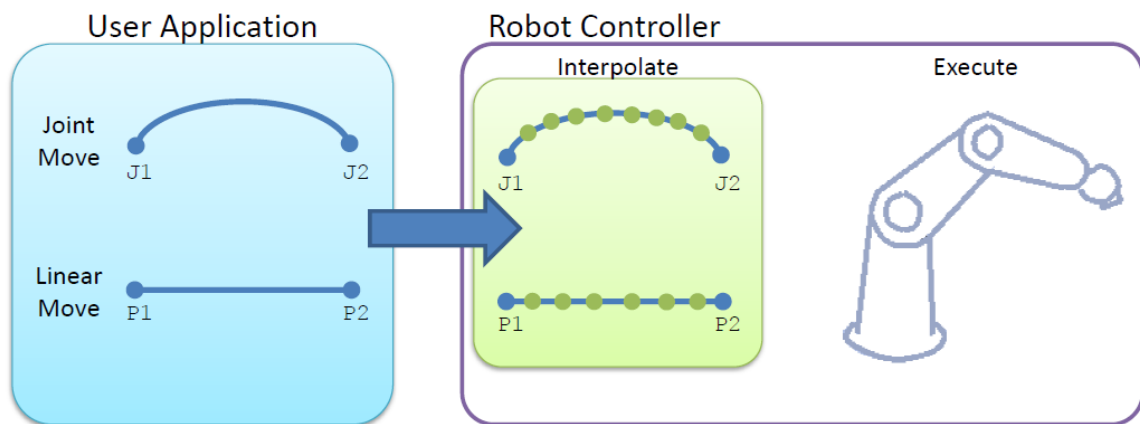 User Application
Joint
Move
J1
J2
Linear
Move
P1
P2
Robot Controller
Interpolate
J1
J2
P1
P2
Execute